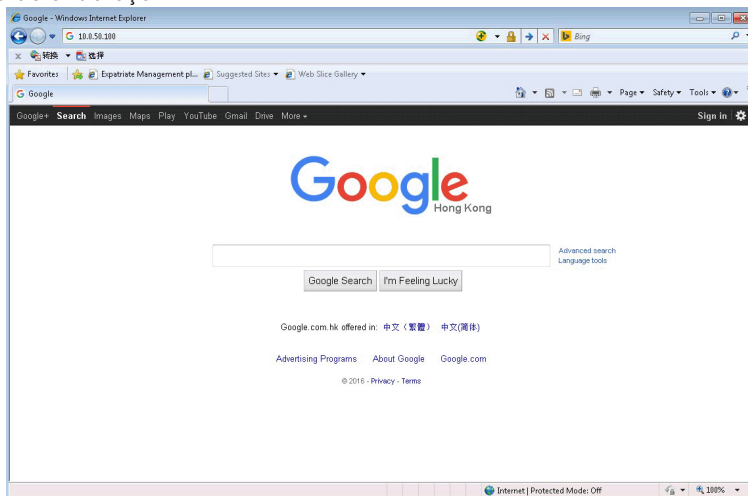 Google - Windows Internet Explorer
10.0.50.100
Bing
x 转换 选择
Favorites Expatriate Management pl... Suggested Sites Web Slice Gallery
Google
Page Safety Tools
Google+ Search Images Maps Play YouTube Gmail Drive More
Sign in
Google
Hong Kong
Advanced search
Language tools
Google Search I'm Feeling Lucky
Google.com.hk offered in: 中文（繁體） 中文(简体)
Advertising Programs About Google Google.com
© 2016 - Privacy - Terms
Internet | Protected Mode: Off
100%